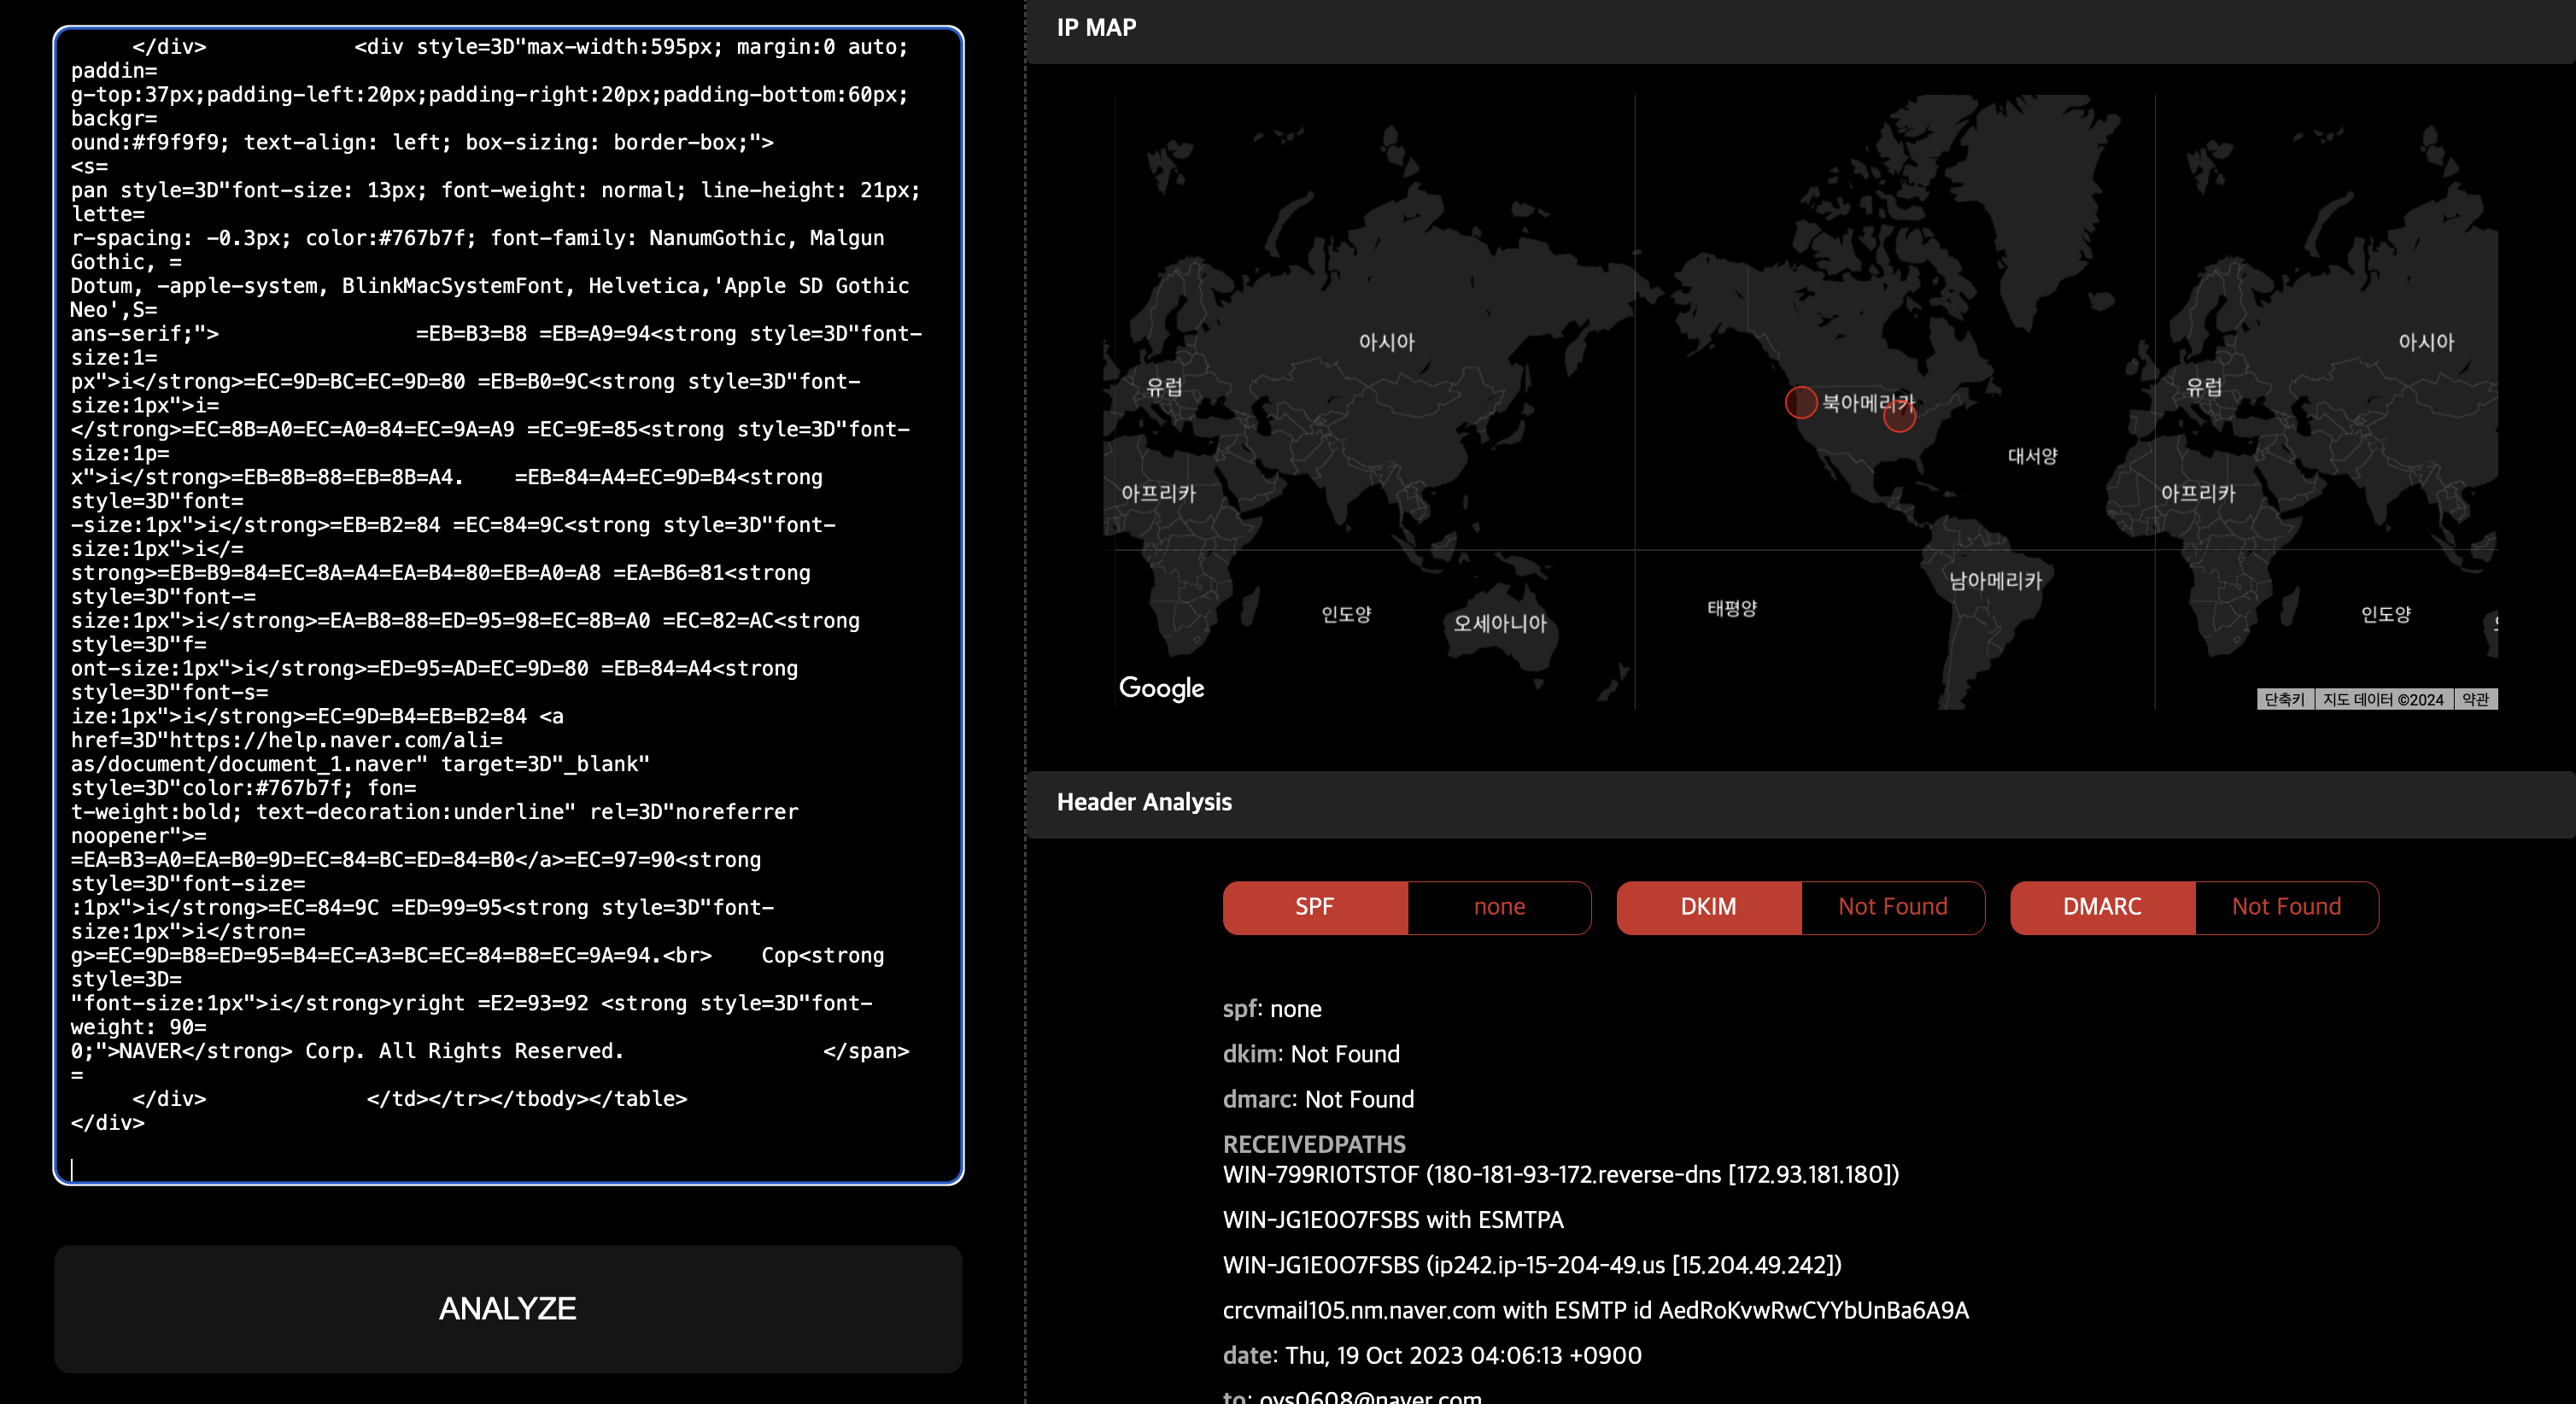 </div>            <div style=3D"max-width:595px; margin:0 auto;
paddin=
g-top:37px;padding-left:20px;padding-right:20px;padding-bottom:60px;
backgr=
ound:#f9f9f9; text-align: left; box-sizing: border-box;">
<s=
pan style=3D"font-size: 13px; font-weight: normal; line-height: 21px;
lette=
r-spacing: -0.3px; color:#767b7f; font-family: NanumGothic, Malgun
Gothic, =
Dotum, -apple-system, BlinkMacSystemFont, Helvetica,'Apple SD Gothic
Neo',S=
ans-serif;">                =EB=B3=B8 =EB=A9=94<strong style=3D"font-
size:1=
px">i</strong>=EC=9D=BC=EC=9D=80 =EB=B0=9C<strong style=3D"font-
size:1px">i=
</strong>=EC=8B=A0=EC=A0=84=EC=9A=A9 =EC=9E=85<strong style=3D"font-
size:1p=
x">i</strong>=EB=8B=88=EB=8B=A4.    =EB=84=A4=EC=9D=B4<strong
style=3D"font=
-size:1px">i</strong>=EB=B2=84 =EC=84=9C<strong style=3D"font-
size:1px">i</=
strong>=EB=B9=84=EC=8A=A4=EA=B4=80=EB=A0=A8 =EA=B6=81<strong
style=3D"font-=
size:1px">i</strong>=EA=B8=88=ED=95=98=EC=8B=A0 =EC=82=AC<strong
style=3D"f=
ont-size:1px">i</strong>=ED=95=AD=EC=9D=80 =EB=84=A4<strong
style=3D"font-s=
ize:1px">i</strong>=EC=9D=B4=EB=B2=84 <a
href=3D"https://help.naver.com/ali=
as/document/document_1.naver" target=3D"_blank"
style=3D"color:#767b7f; fon=
t-weight:bold; text-decoration:underline" rel=3D"noreferrer
noopener">=
=EA=B3=A0=EA=B0=9D=EC=84=BC=ED=84=B0</a>=EC=97=90<strong
style=3D"font-size=
:1px">i</strong>=EC=84=9C =ED=99=95<strong style=3D"font-
size:1px">i</stron=
g>=EC=9D=B8=ED=95=B4=EC=A3=BC=EC=84=B8=EC=9A=94.<br>    Cop<strong
style=3D=
"font-size:1px">i</strong>yright =E2=93=92 <strong style=3D"font-
weight: 90=
0;">NAVER</strong> Corp. All Rights Reserved.                </span>
=
</div>             </td></tr></tbody></table>
</div>
ANALYZE
IP MAP
아시아
유럽
아프리카
인도양
오세아니아
태평양
북아메리카
대서양
남아메리카
아시아
유럽
아프리카
인도양
Google
단축키 지도 데이터 ©2024 약관
Header Analysis
SPF none DKIM Not Found DMARC Not Found
spf: none
dkim: Not Found
dmarc: Not Found
RECEIVEDPATHS
WIN-799RI0TSTOF (180-181-93-172.reverse-dns [172.93.181.180])
WIN-JG1E0O7FSBS with ESMTPA
WIN-JG1E0O7FSBS (ip242.ip-15-204-49.us [15.204.49.242])
crcvmail105.nm.naver.com with ESMTP id AedRoKvwRwCYYbUnBa6A9A
date: Thu, 19 Oct 2023 04:06:13 +0900
to: oys0608@naver.com